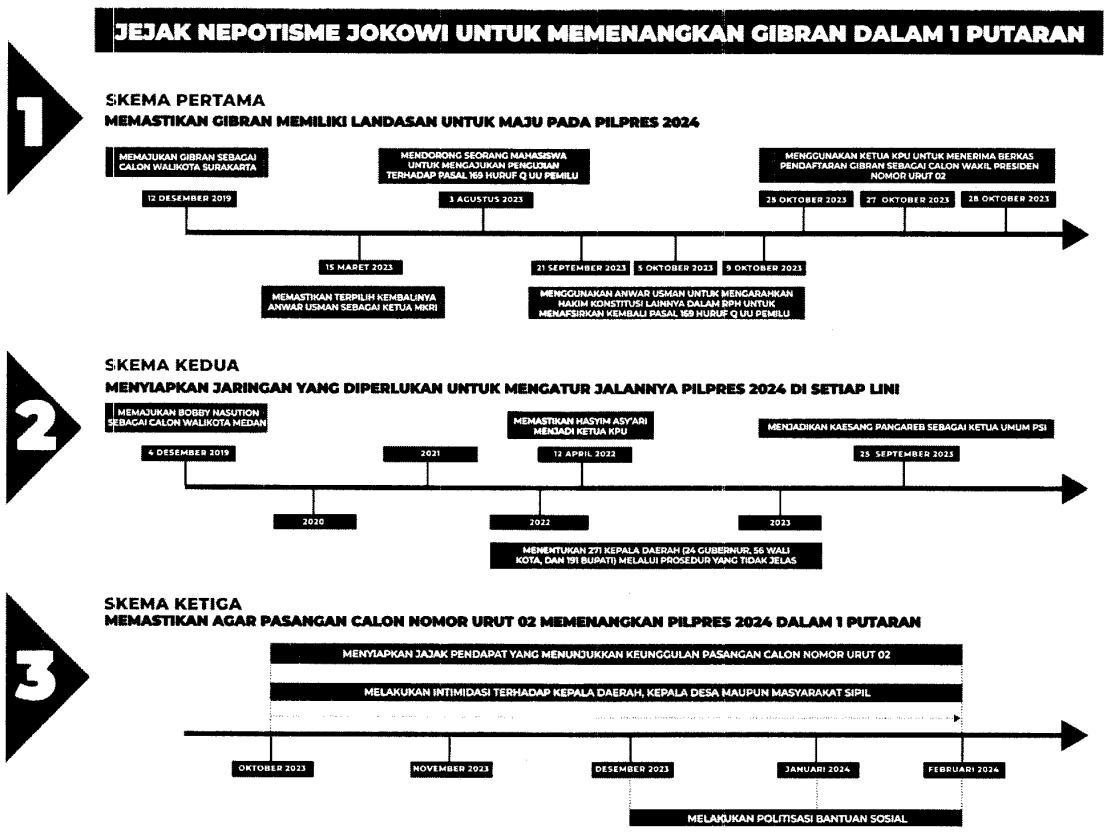 JEJAK NEPOTISME JOKOWI UNTUK MEMENANGKAN GIBRAN DALAM 1 PUTARAN
1
SKEMA PERTAMA
MEMASTIKAN GIBRAN MEMILIKI LANDASAN UNTUK MAJU PADA PILPRES 2024
MEMAJUKAN GIBRAN SEBAGAI
CALON WALIKOTA SURAKARTA
12 DESEMBER 2019
MENDORONG SEORANG MAHASISWA
UNTUK MENGAJUKAN PENGUJIAN
TERHADAP PASAL 169 HURUF Q UU PEMILU
3 AGUSTUS 2023
MENGGUNAKAN KETUA KPU UNTUK MENERIMA BERKAS
PENDAFTARAN GIBRAN SEBAGAI CALON WAKIL PRESIDEN
NOMOR URUT 02
25 OKTOBER 2023
27 OKTOBER 2023
28 OKTOBER 2023
15 MARET 2023
MEMASTIKAN TERPILIH KEMBALINYA
ANWAR USMAN SEBAGAI KETUA MKRI
21 SEPTEMBER 2023
5 OKTOBER 2023
9 OKTOBER 2023
MENGGUNAKAN ANWAR USMAN UNTUK MENGARAHKAN
HAKIM KONSTITUSI LAINNYA DALAM RPH UNTUK
MENAFSIRKAN KEMBALI PASAL 169 HURUF Q UU PEMILU
2
SKEMA KEDUA
MENYIAPKAN JARINGAN YANG DIPERLUKAN UNTUK MENGATUR JALANNYA PILPRES 2024 DI SETIAP LINI
MEMAJUKAN BOBBY NASUTION
SEBAGAI CALON WALIKOTA MEDAN
4 DESEMBER 2019
2021
MEMASTIKAN HASYIM ASY'ARI
MENJADI KETUA KPU
12 APRIL 2022
MENJADIKAN KAESANG PANGAREB SEBAGAI KETUA UMUM PSI
25 SEPTEMBER 2023
2020
2022
2023
MENENTUKAN 271 KEPALA DAERAH (24 GUBERNUR, 56 WALI
KOTA, DAN 191 BUPATI) MELALUI PROSEDUR YANG TIDAK JELAS
3
SKEMA KETIGA
MEMASTIKAN AGAR PASANGAN CALON NOMOR URUT 02 MEMENANGKAN PILPRES 2024 DALAM 1 PUTARAN
MENYIAPKAN JAJAK PENDAPAT YANG MENUNJUKKAN KEUNGGULAN PASANGAN CALON NOMOR URUT 02
MELAKUKAN INTIMIDASI TERHADAP KEPALA DAERAH, KEPALA DESA MAUPUN MASYARAKAT SIPIL
OKTOBER 2023
NOVEMBER 2023
DESEMBER 2023
JANUARI 2024
FEBRUARI 2024
MELAKUKAN POLITISASI BANTUAN SOSIAL